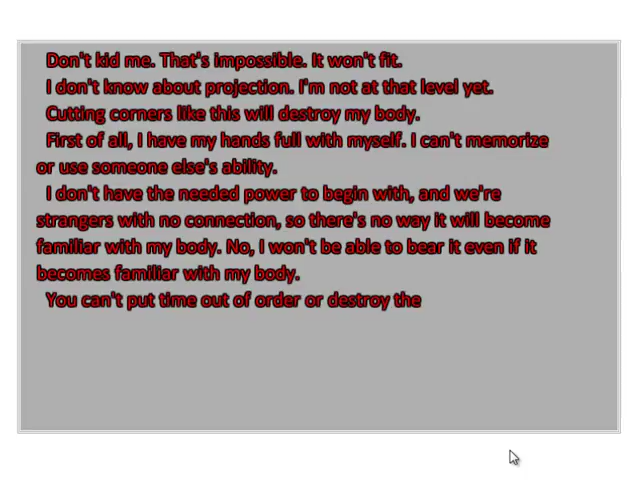 Don't kid me. That's impossible. It won't fit.
I don't know about projection. I'm not at that level yet.
Cutting corners like this will destroy my body.
First of all, I have my hands full with myself. I can't memorize
or use someone else's ability.
I don't have the needed power to begin with, and we're
strangers with no connection, so there's no way it will become
familiar with my body. No, I won't be able to bear it even if it
becomes familiar with my body.
You can't put time out of order or destroy the